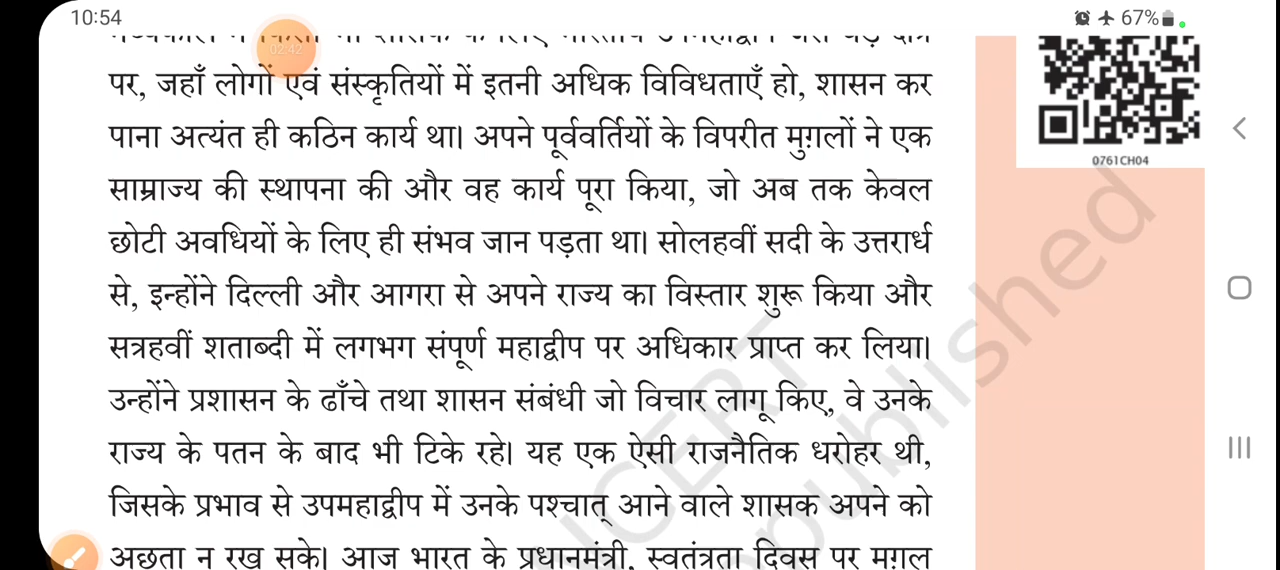 10:54
67%
02:42
पर, जहाँ लोगों एवं संस्कृतियों में इतनी अधिक विविधताएँ हो, शासन कर
पाना अत्यंत ही कठिन कार्य था। अपने पूर्ववर्तियों के विपरीत मुग़लों ने एक
साम्राज्य की स्थापना की और वह कार्य पूरा किया, जो अब तक केवल
छोटी अवधियों के लिए ही संभव जान पड़ता था। सोलहवीं सदी के उत्तरार्ध
से, इन्होंने दिल्ली और आगरा से अपने राज्य का विस्तार शुरू किया और
सत्रहवीं शताब्दी में लगभग संपूर्ण महाद्वीप पर अधिकार प्राप्त कर लिया।
उन्होंने प्रशासन के ढाँचे तथा शासन संबंधी जो विचार लागू किए, वे उनके
राज्य के पतन के बाद भी टिके रहे। यह एक ऐसी राजनैतिक धरोहर थी,
जिसके प्रभाव से उपमहाद्वीप में उनके पश्चात् आने वाले शासक अपने को
अछूता न रख सके। आज भारत के प्रधानमंत्री, स्वतंत्रता दिवस पर मुग़ल
0761CH04
NCERT
published